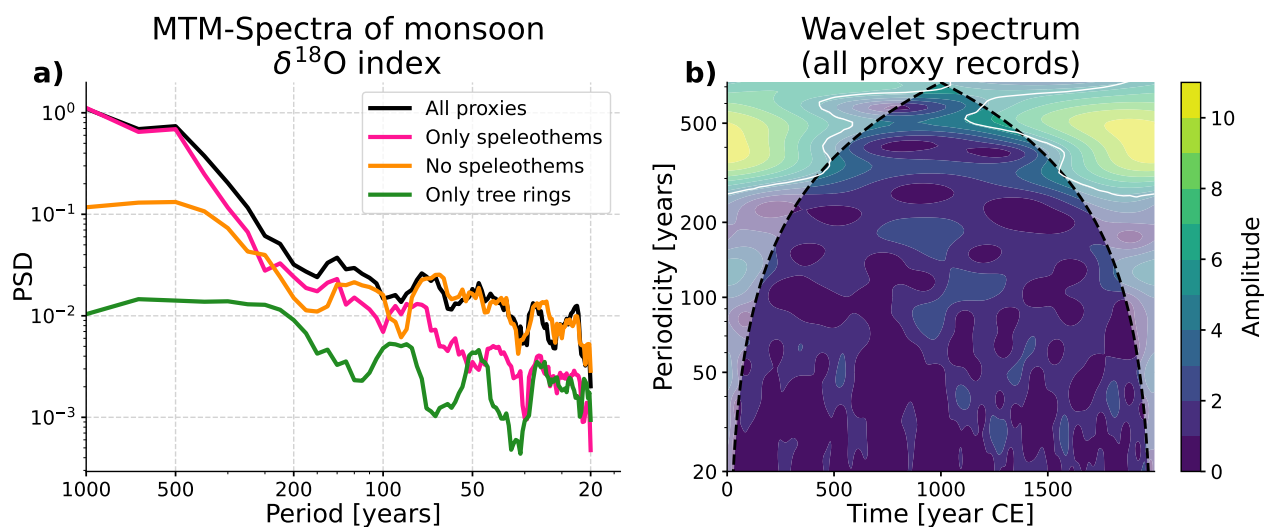 MTM-Spectra of monsoon
δ¹⁸O index
a)
10⁰
10⁻¹
10⁻²
10⁻³
PSD
All proxies
Only speleothems
No speleothems
Only tree rings
1000 500 200 100 50 20
Period [years]
Wavelet spectrum
(all proxy records)
b)
500
200
100
50
20
Periodicity [years]
0 500 1000 1500
Time [year CE]
10
8
6
4
2
0
Amplitude